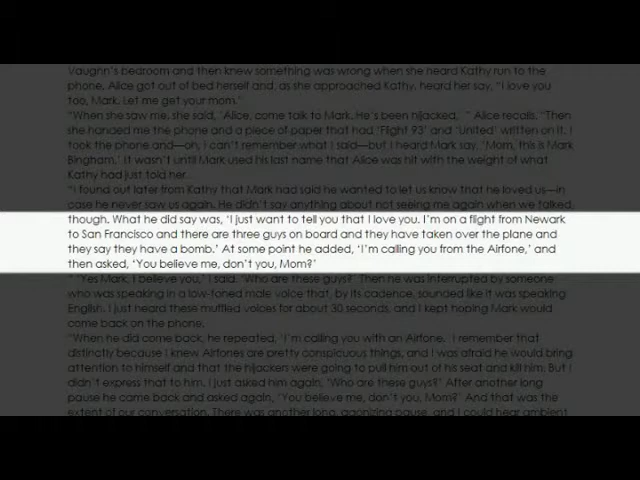 Vaughn's bedroom and then knew something was wrong when she heard Kathy run to the
phone, Alice got out of bed herself and, as she approached Kathy, heard her say, "I love you
too, Mark. Let me get your mom."
"When she saw me, she said, 'Alice, come talk to Mark. He's been hijacked, " Alice recalls. "Then
she handed me the phone and a piece of paper that had 'Flight 93' and 'United' written on it. I
took the phone and—oh, I can't remember what I said—but I heard Mark say, 'Mom, this is Mark
Bingham.' It wasn't until Mark used his last name that Alice was hit with the weight of what
Kathy had just told her.
"I found out later from Kathy that Mark had said he wanted to let us know that he loved us—in
case he never saw us again. He didn't say anything about not seeing me again when we talked,
though. What he did say was, 'I just want to tell you that I love you. I'm on a flight from Newark
to San Francisco and there are three guys on board and they have taken over the plane and
they say they have a bomb.' At some point he added, 'I'm calling you from the Airfone,' and
then asked, 'You believe me, don't you, Mom?'
" 'Yes Mark, I believe you,' I said. 'Who are these guys?' Then he was interrupted by someone
who was speaking in a low-toned male voice that, by its cadence, sounded like it was speaking
English. I just heard these muffled voices for about 30 seconds, and I kept hoping Mark would
come back on the phone.
"When he did come back, he repeated, 'I'm calling you with an Airfone.' I remember that
distinctly because I knew Airfones are pretty conspicuous things, and I was afraid he would bring
attention to himself and that the hijackers were going to pull him out of his seat and kill him. But I
didn't express that to him. I just asked him again, 'Who are these guys?' After another long
pause he came back and asked again, 'You believe me, don't you, Mom?' And that was the
extent of our conversation. There was another long, agonizing pause, and I could hear ambient